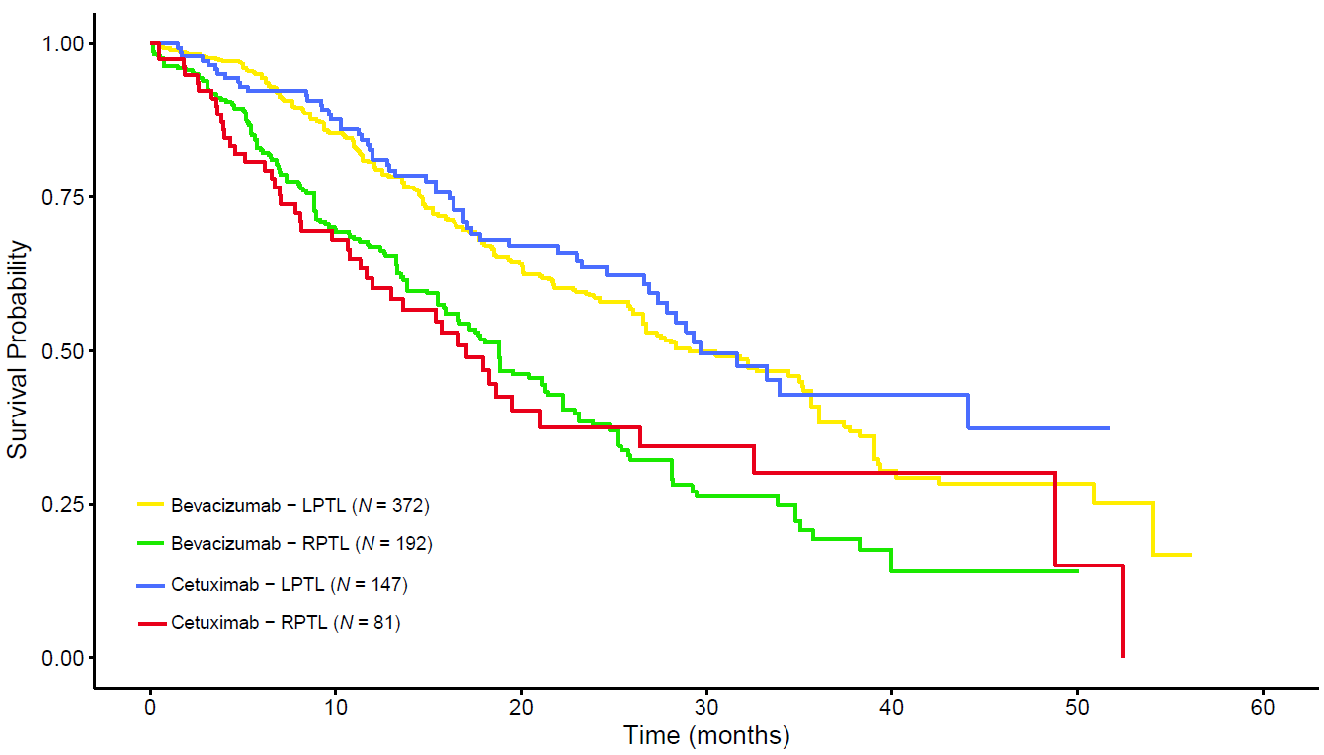 1.00
0.75
0.50
0.25
0.00
Survival Probability
Bevacizumab − LPTL (N = 372)
Bevacizumab − RPTL (N = 192)
Cetuximab − LPTL (N = 147)
Cetuximab − RPTL (N = 81)
0 10 20 30 40 50 60
Time (months)